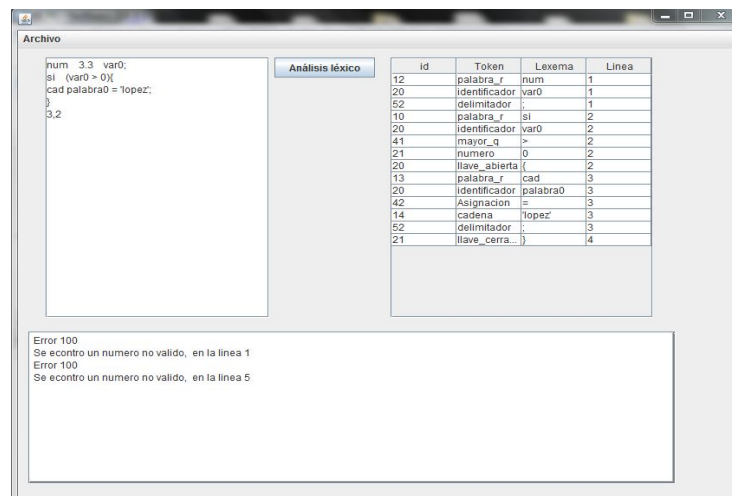 Archivo
num 3.3 var0;
si (var0 > 0){
cad palabra0 = 'lopez';
}
3,2
Análisis léxico
id Token Lexema Linea
12 palabra_r num 1
20 identificador var0 1
52 delimitador ; 1
10 palabra_r si 2
20 identificador var0 2
41 mayor_q > 2
21 numero 0 2
20 llave_abierta { 2
13 palabra_r cad 3
20 identificador palabra0 3
42 Asignacion = 3
14 cadena 'lopez' 3
52 delimitador ; 3
21 llave_cerra... } 4
Error 100
Se econtro un numero no valido, en la linea 1
Error 100
Se econtro un numero no valido, en la linea 5